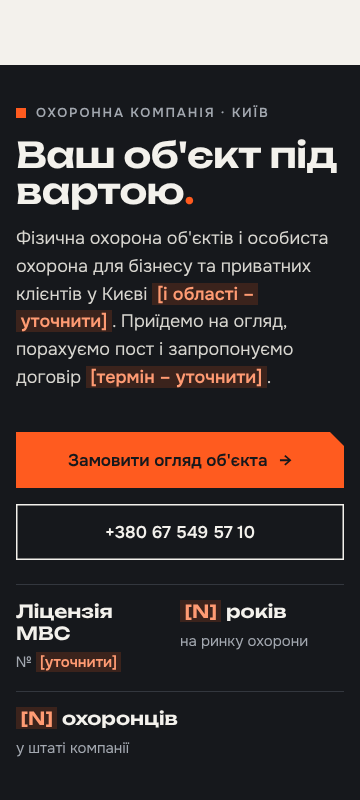 ОХОРОННА КОМПАНІЯ · КИЇВ
Ваш об'єкт під
вартою.
Фізична охорона об'єктів і особиста
охорона для бізнесу та приватних
клієнтів у Києві [і області –
уточнити]. Приїдемо на огляд,
порахуємо пост і запропонуємо
договір [термін – уточнити].
Замовити огляд об'єкта →
+380 67 549 57 10
Ліцензія
МВС
№ [уточнити]
[N] років
на ринку охорони
[N] охоронців
у штаті компанії